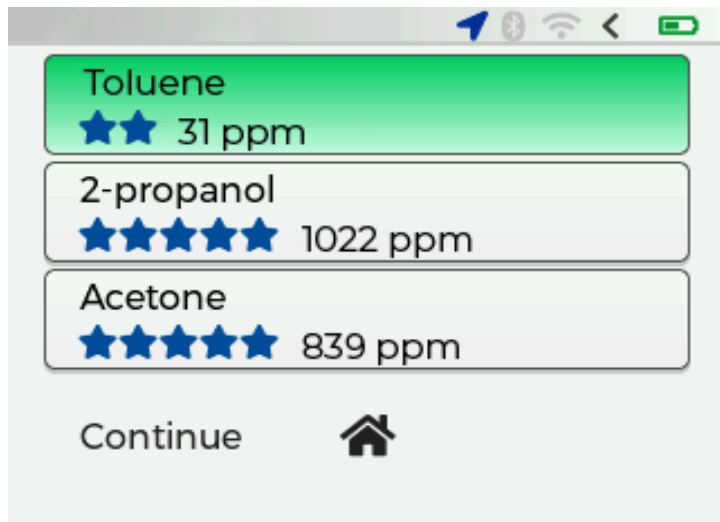 Toluene
31 ppm
2-propanol
1022 ppm
Acetone
839 ppm
Continue